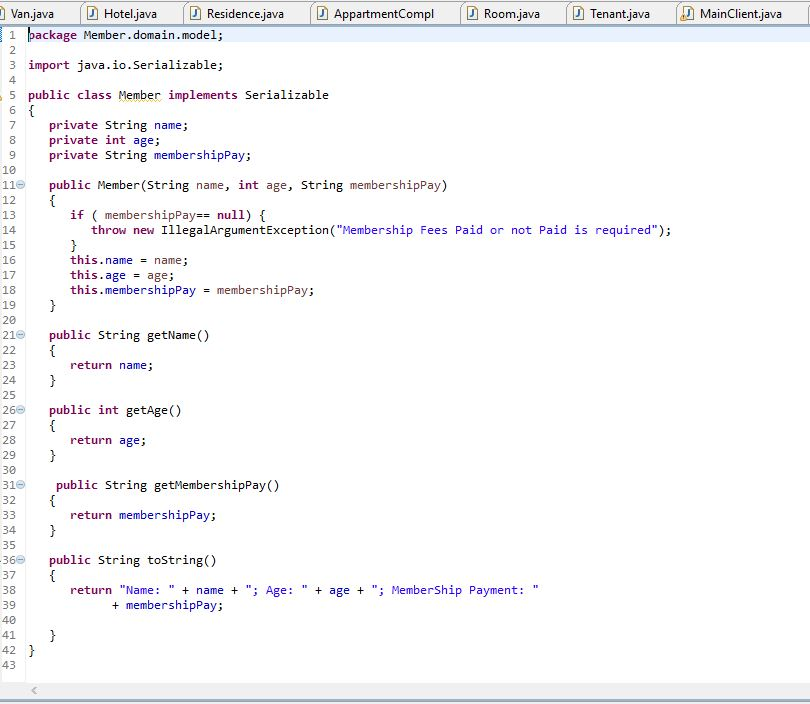 Van.java Hotel.java Residence.java AppartmentCompl Room.java Tenant.java MainClient.java
1 package Member.domain.model;
2
3 import java.io.Serializable;
4
5 public class Member implements Serializable
6 {
7 private String name;
8 private int age;
9 private String membershipPay;
10
11 public Member(String name, int age, String membershipPay)
12 {
13 if ( membershipPay== null) {
14 throw new IllegalArgumentException("Membership Fees Paid or not Paid is required");
15 }
16 this.name = name;
17 this.age = age;
18 this.membershipPay = membershipPay;
19 }
20
21 public String getName()
22 {
23 return name;
24 }
25
26 public int getAge()
27 {
28 return age;
29 }
30
31 public String getMembershipPay()
32 {
33 return membershipPay;
34 }
35
36 public String toString()
37 {
38 return "Name: " + name + "; Age: " + age + "; MemberShip Payment: "
39 + membershipPay;
40
41 }
42 }
43